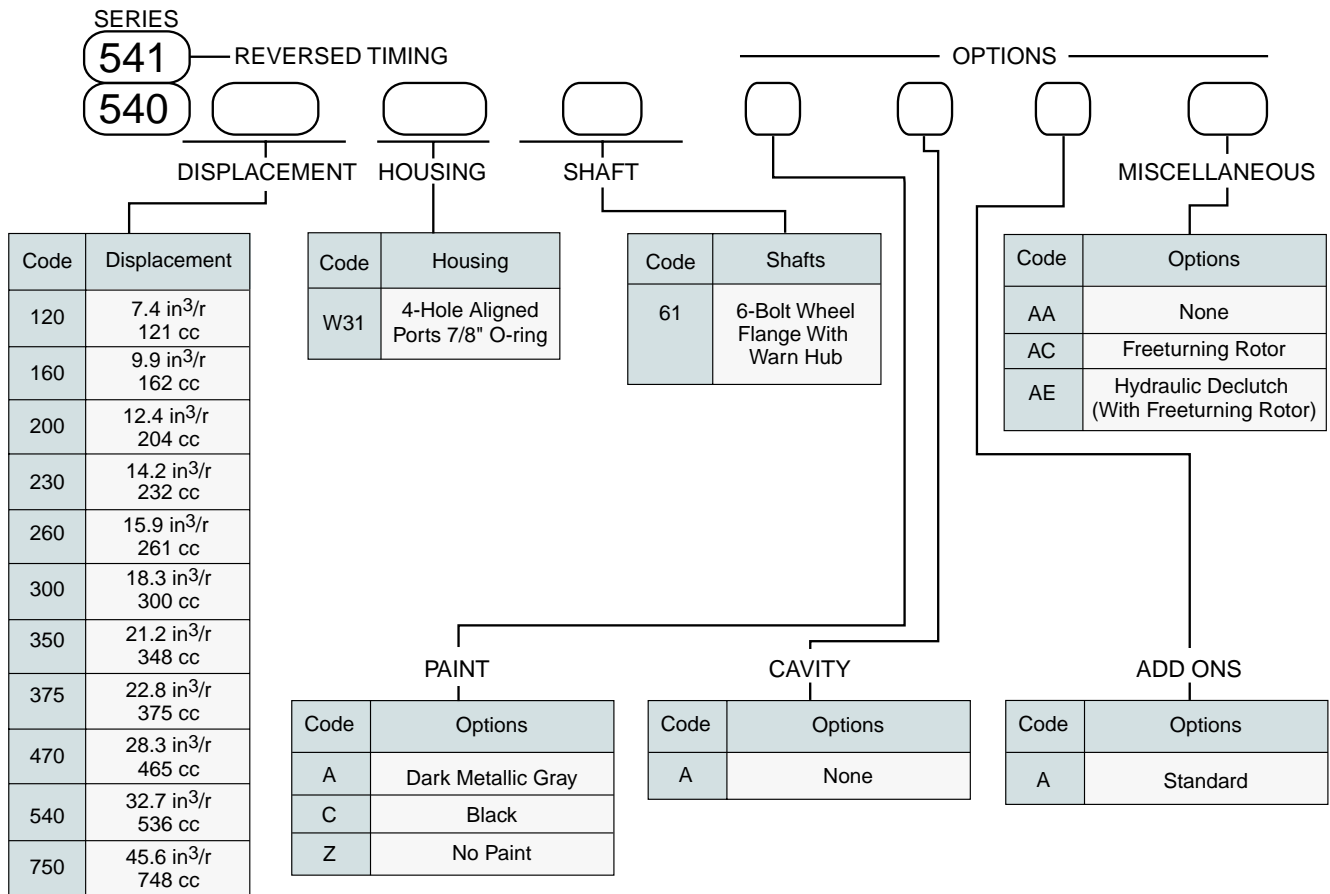 SERIES
541
REVERSED TIMING
OPTIONS
540
DISPLACEMENT
HOUSING
SHAFT
MISCELLANEOUS
Code Displacement
120 7.4 in³/r
121 cc
160 9.9 in³/r
162 cc
200 12.4 in³/r
204 cc
230 14.2 in³/r
232 cc
260 15.9 in³/r
261 cc
300 18.3 in³/r
300 cc
350 21.2 in³/r
348 cc
375 22.8 in³/r
375 cc
470 28.3 in³/r
465 cc
540 32.7 in³/r
536 cc
750 45.6 in³/r
748 cc
Code Housing
W31 4-Hole Aligned
Ports 7/8" O-ring
Code Shafts
61 6-Bolt Wheel
Flange With
Warn Hub
Code Options
AA None
AC Freeturning Rotor
AE Hydraulic Declutch
(With Freeturning Rotor)
PAINT
Code Options
A Dark Metallic Gray
C Black
Z No Paint
CAVITY
Code Options
A None
ADD ONS
Code Options
A Standard